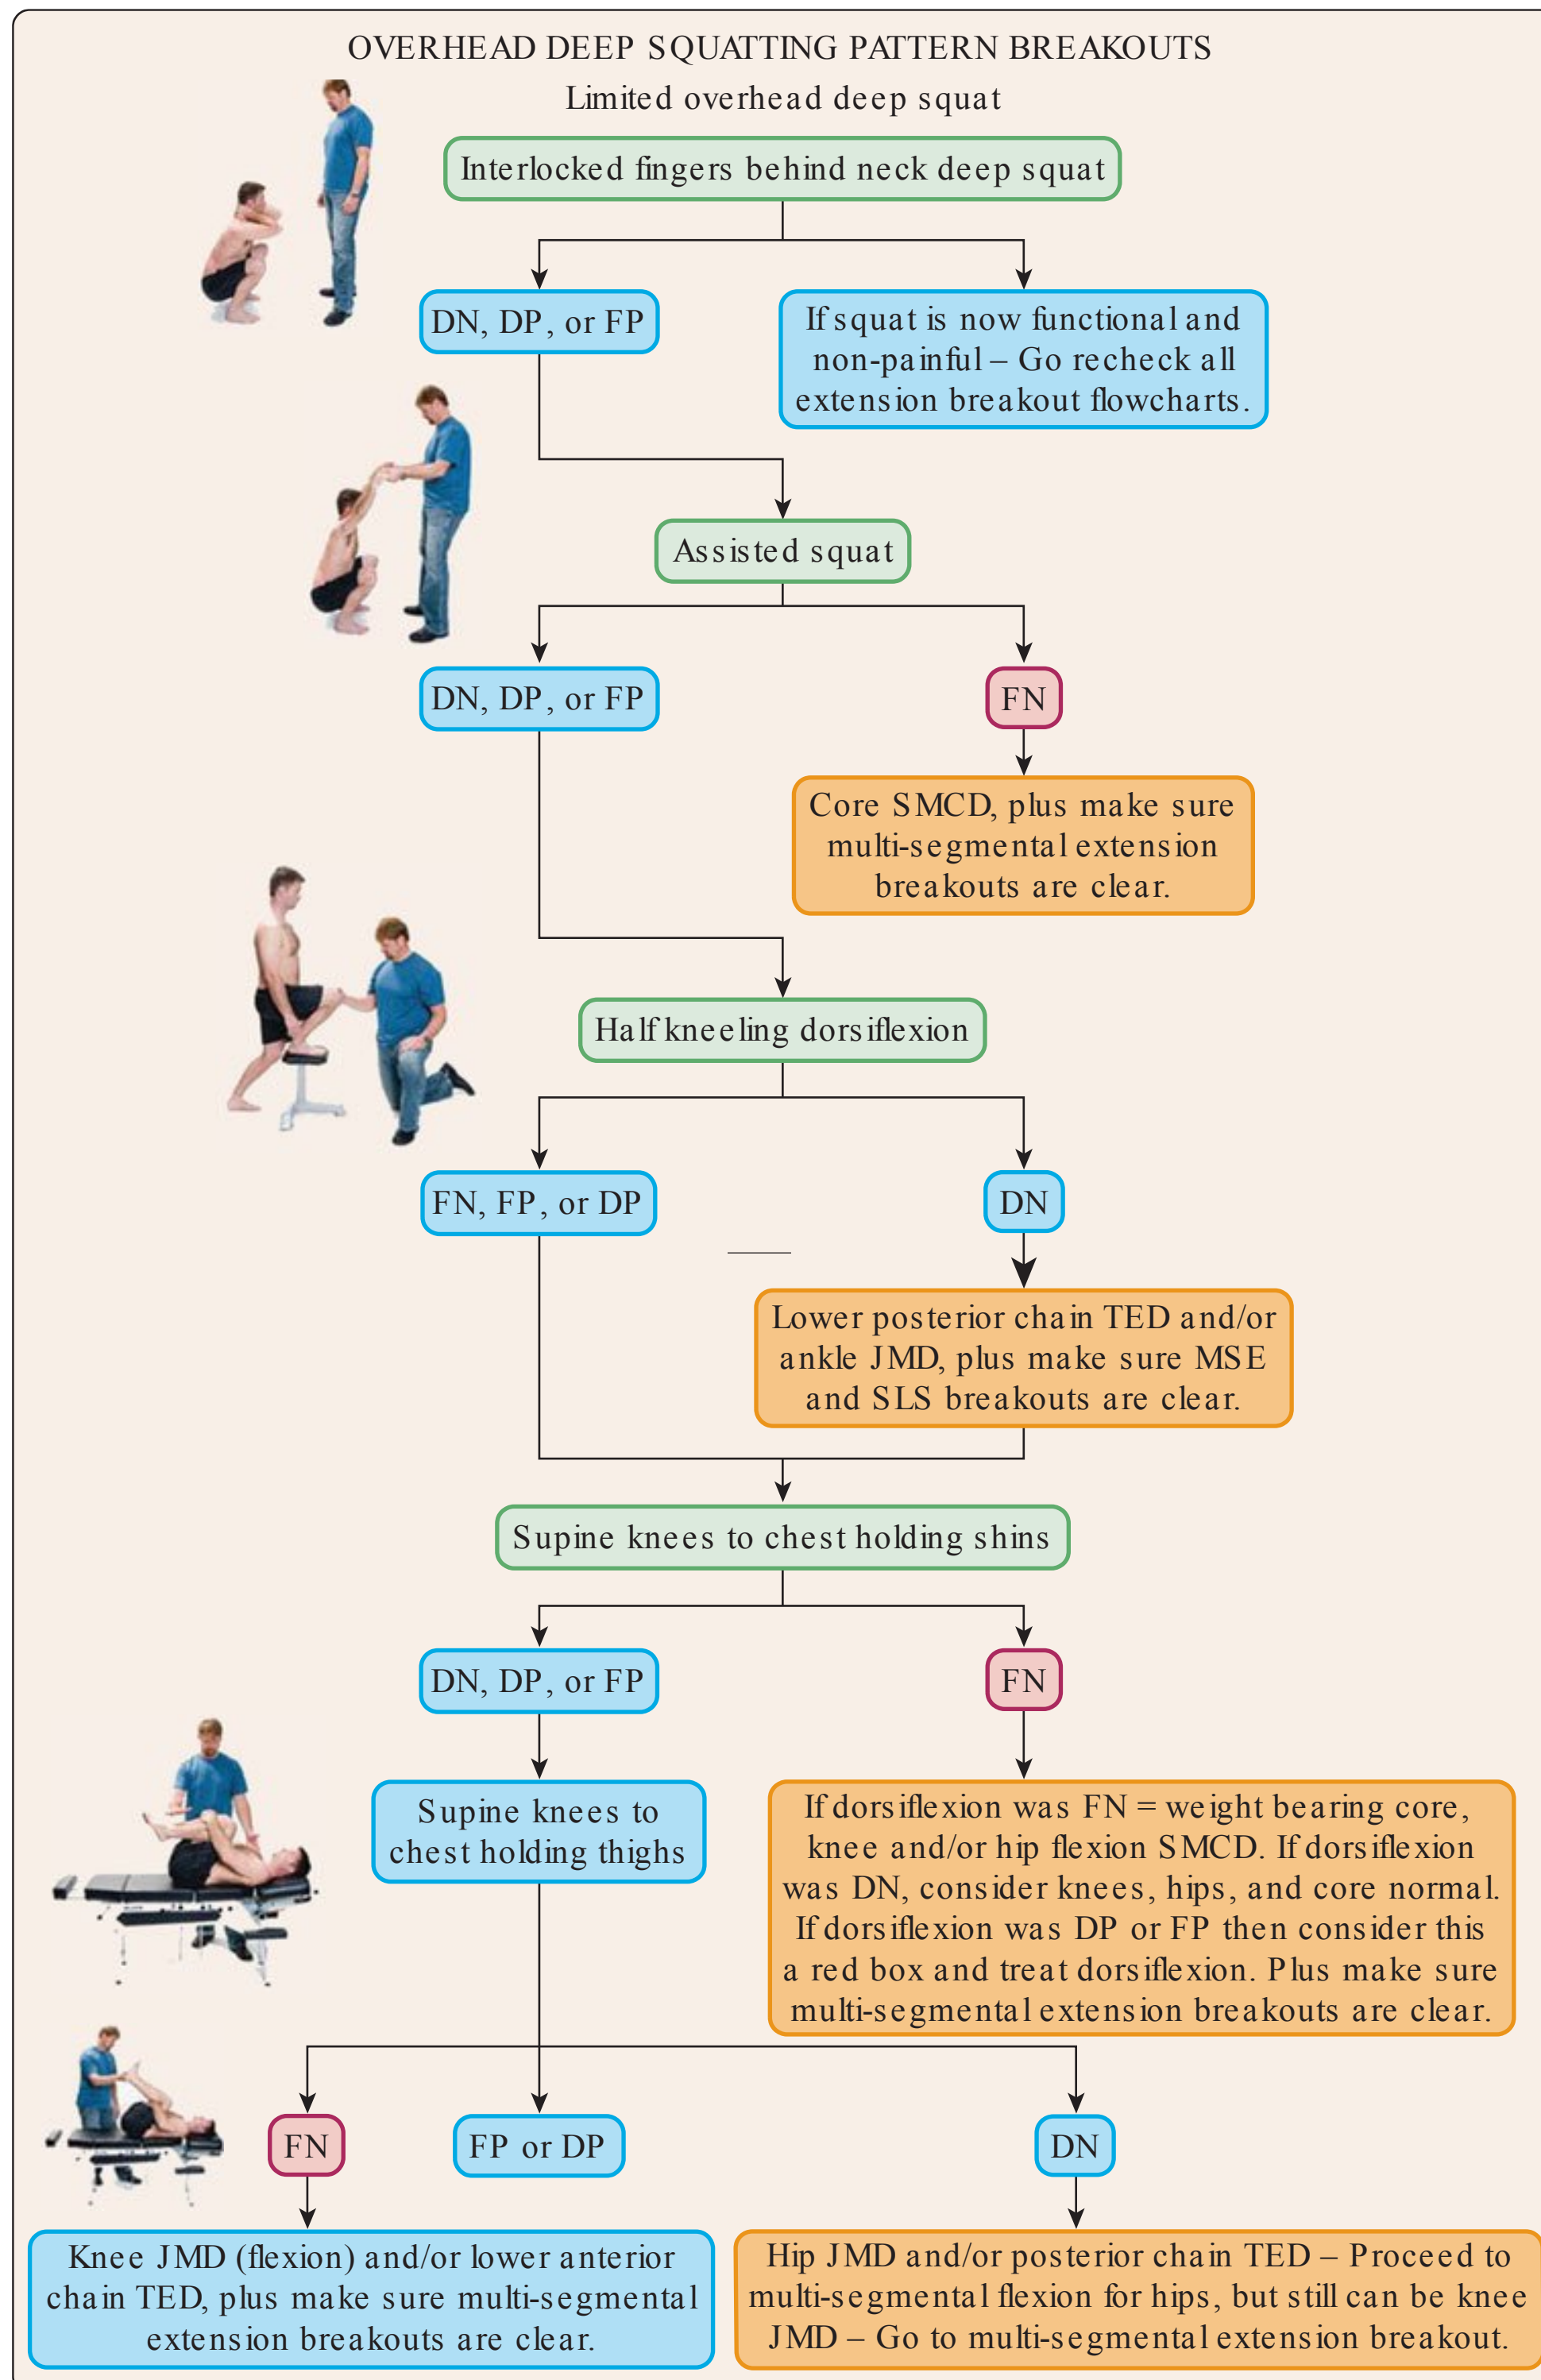 OVERHEAD DEEP SQUATTING PATTERN BREAKOUTS
Limited overhead deep squat
Interlocked fingers behind neck deep squat
DN, DP, or FP
If squat is now functional and
non-painful – Go recheck all
extension breakout flowcharts.
Assisted squat
DN, DP, or FP
FN
Core SMCD, plus make sure
multi-segmental extension
breakouts are clear.
Half kneeling dorsiflexion
FN, FP, or DP
DN
Lower posterior chain TED and/or
ankle JMD, plus make sure MSE
and SLS breakouts are clear.
Supine knees to chest holding shins
DN, DP, or FP
FN
Supine knees to
chest holding thighs
If dorsiflexion was FN = weight bearing core,
knee and/or hip flexion SMCD. If dorsiflexion
was DN, consider knees, hips, and core normal.
If dorsiflexion was DP or FP then consider this
a red box and treat dorsiflexion. Plus make sure
multi-segmental extension breakouts are clear.
FN
FP or DP
DN
Knee JMD (flexion) and/or lower anterior
chain TED, plus make sure multi-segmental
extension breakouts are clear.
Hip JMD and/or posterior chain TED – Proceed to
multi-segmental flexion for hips, but still can be knee
JMD – Go to multi-segmental extension breakout.